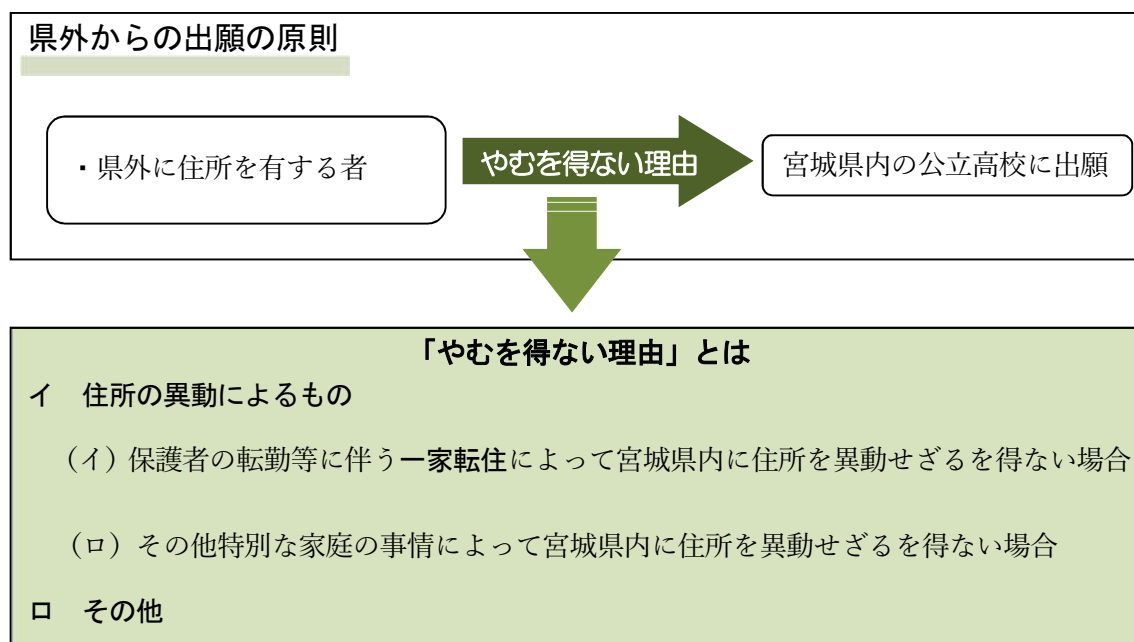 県外からの出願の原則
・県外に住所を有する者
やむを得ない理由
宮城県内の公立高校に出願
「やむを得ない理由」とは
イ　住所の異動によるもの
（イ）保護者の転勤等に伴う一家転住によって宮城県内に住所を異動せざるを得ない場合
（ロ）その他特別な家庭の事情によって宮城県内に住所を異動せざるを得ない場合
ロ　その他